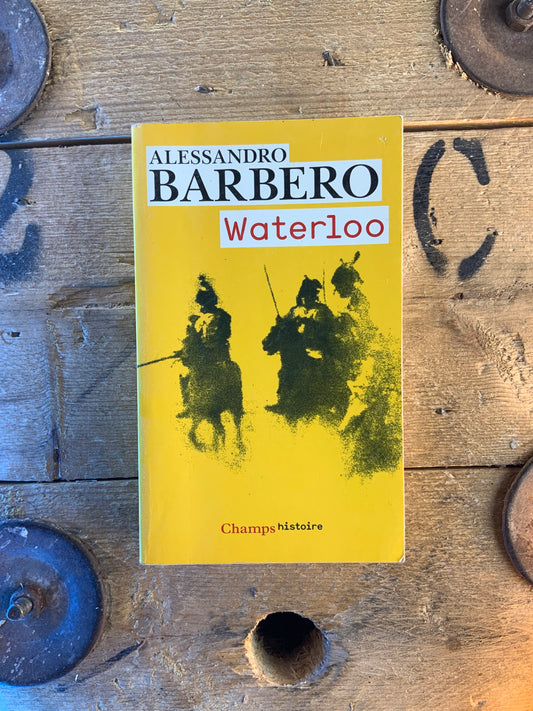 ALESSANDRO
BARBERO
Waterloo
C
Champs histoire